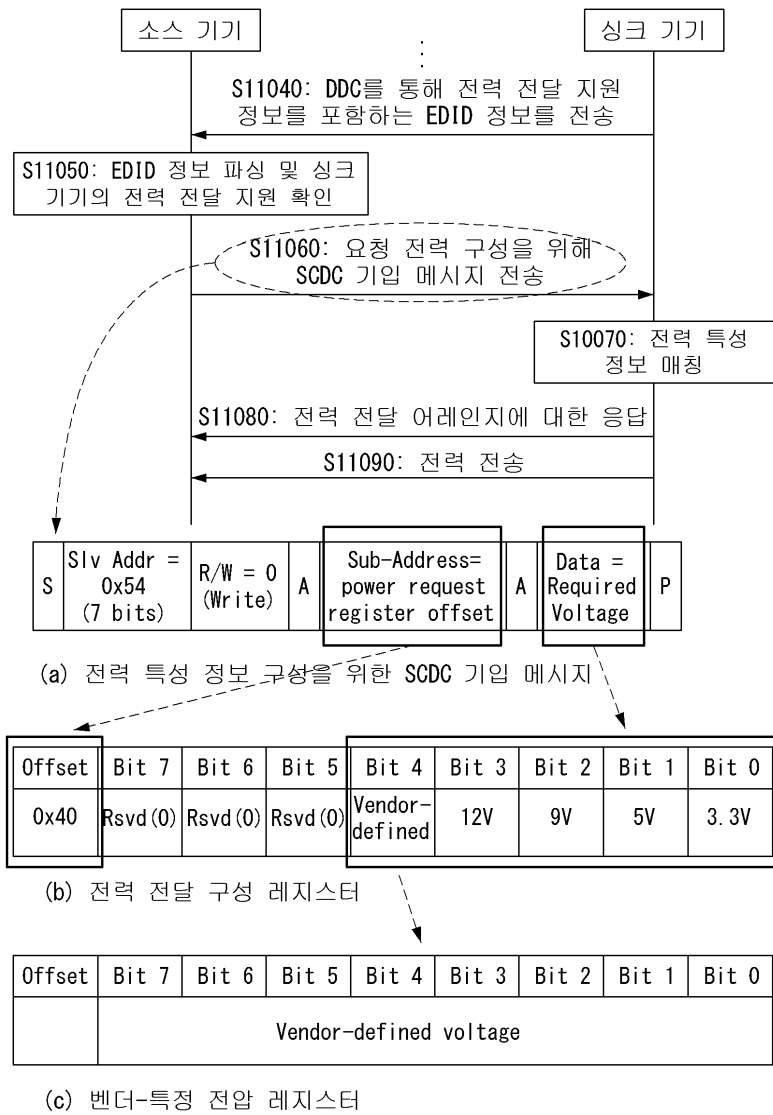 소스 기기
싱크 기기
S11040: DDC를 통해 전력 전달 지원
정보를 포함하는 EDID 정보를 전송
S11050: EDID 정보 파싱 및 싱크
기기의 전력 전달 지원 확인
S11060: 요청 전력 구성을 위해
SCDC 기입 메시지 전송
S10070: 전력 특성
정보 매칭
S11080: 전력 전달 어레인지에 대한 응답
S11090: 전력 전송
S
Slv Addr =
0x54
(7 bits)
R/W = 0
(Write)
A
Sub-Address=
power request
register offset
A
Data =
Required
Voltage
P
(a) 전력 특성 정보 구성을 위한 SCDC 기입 메시지
Offset Bit 7 Bit 6 Bit 5 Bit 4 Bit 3 Bit 2 Bit 1 Bit 0
0x40 Rsvd(0) Rsvd(0) Rsvd(0) Vendor-
defined 12V 9V 5V 3.3V
(b) 전력 전달 구성 레지스터
Offset Bit 7 Bit 6 Bit 5 Bit 4 Bit 3 Bit 2 Bit 1 Bit 0
Vendor-defined voltage
(c) 벤더-특정 전압 레지스터